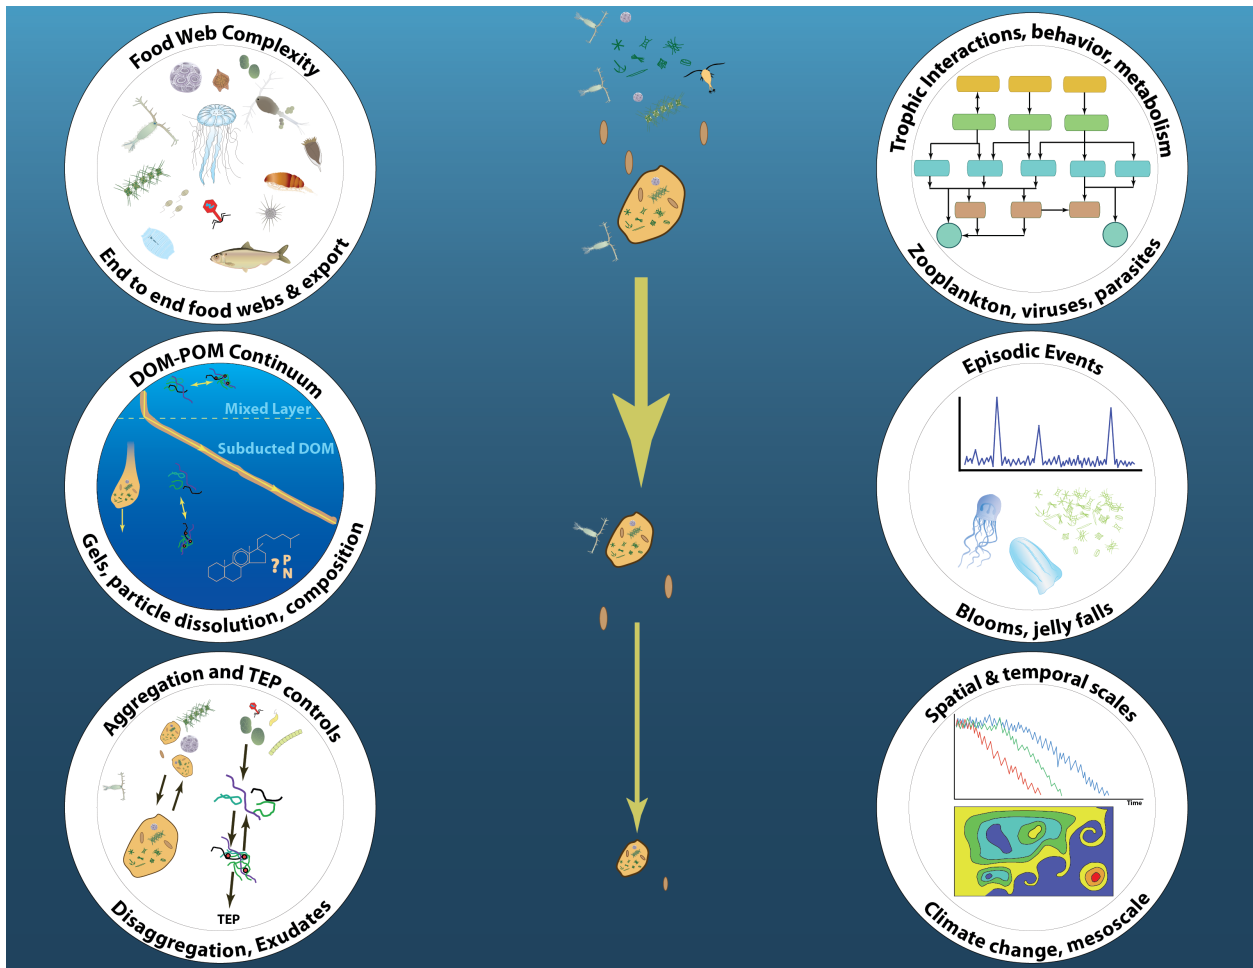 Food Web Complexity
End to end food webs & export
Trophic Interactions, behavior, metabolism
Zooplankton, viruses, parasites
DOM-POM Continuum
Mixed Layer
Subducted DOM
? P
N
Gels, particle dissolution, composition
Episodic Events
Blooms, jelly falls
Aggregation and TEP controls
TEP
Disaggregation, Exudates
Spatial & temporal scales
Time
Climate change, mesoscale